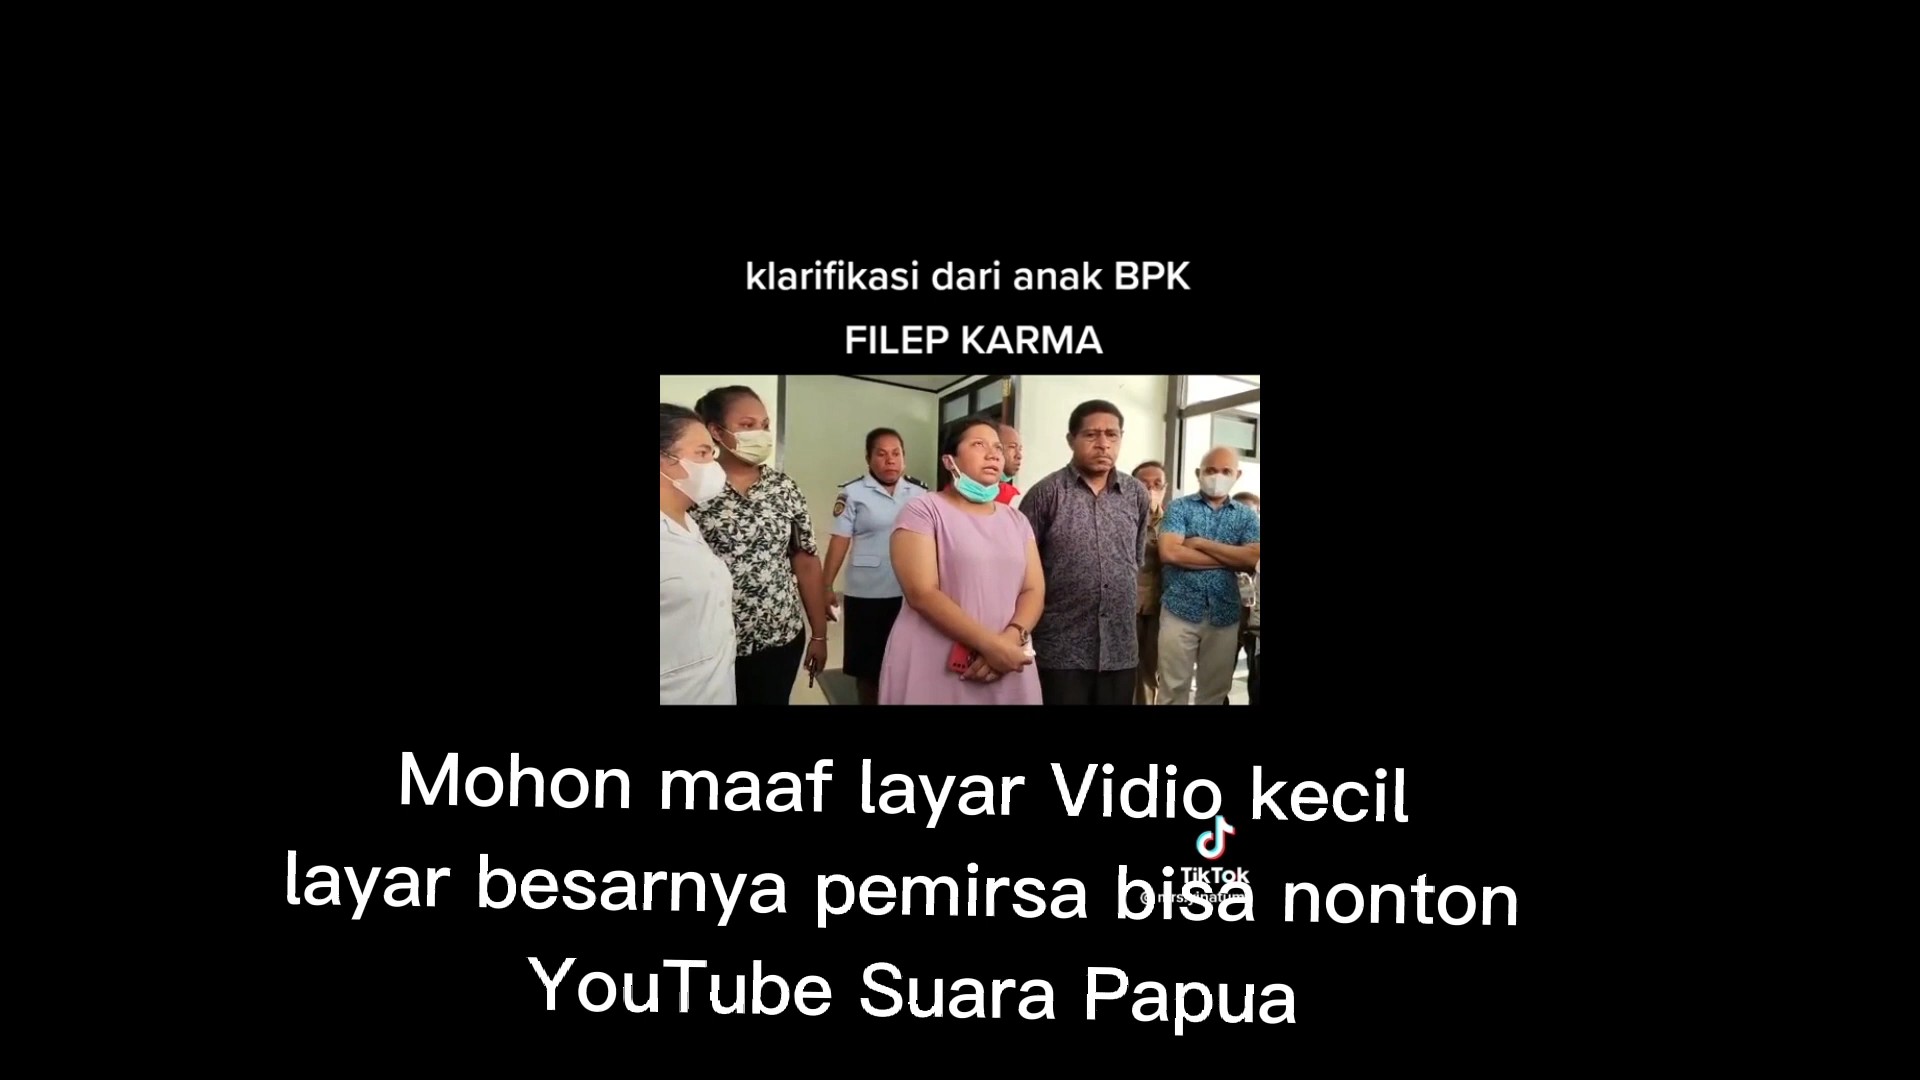 klarifikasi dari anak BPK
FILEP KARMA
Mohon maaf layar Vidio kecil
layar besarnya pemirsa bisa nonton
YouTube Suara Papua
TikTok